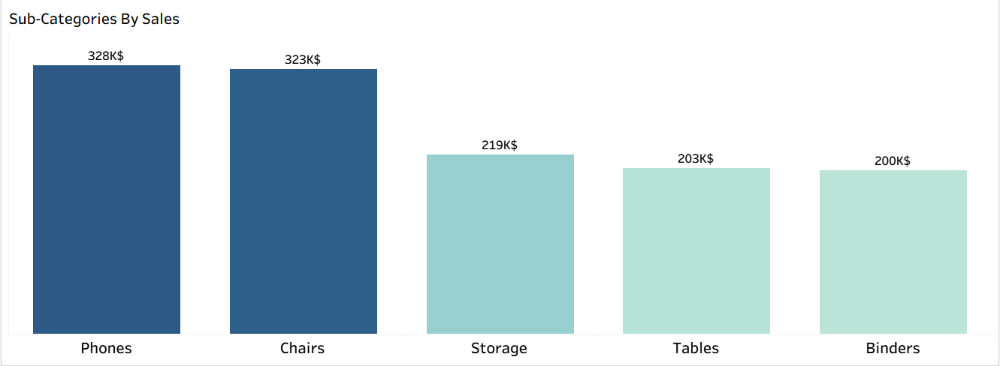 Sub-Categories By Sales
328K$
323K$
219K$
203K$
200K$
Phones
Chairs
Storage
Tables
Binders